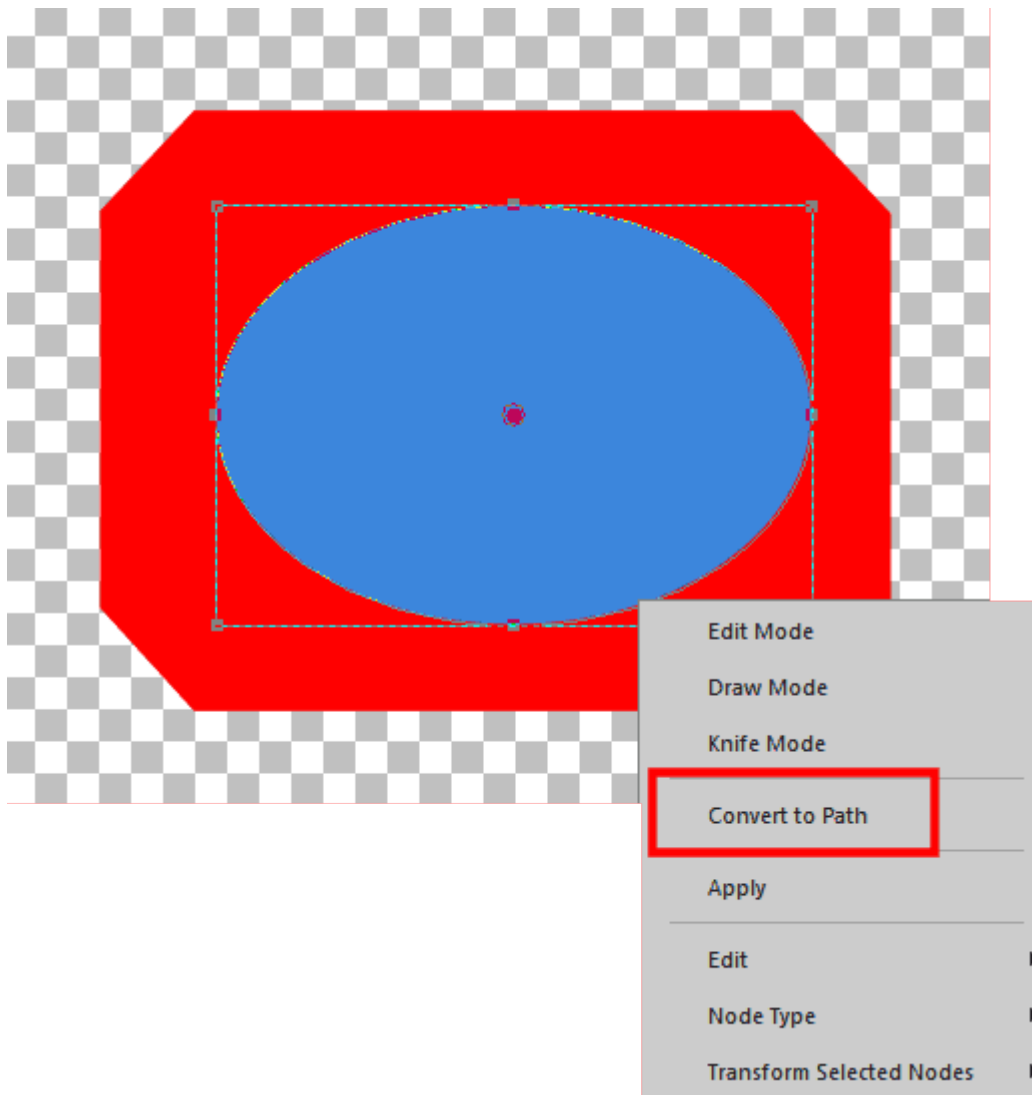 Edit Mode
Draw Mode
Knife Mode
Convert to Path
Apply
Edit
Node Type
Transform Selected Nodes